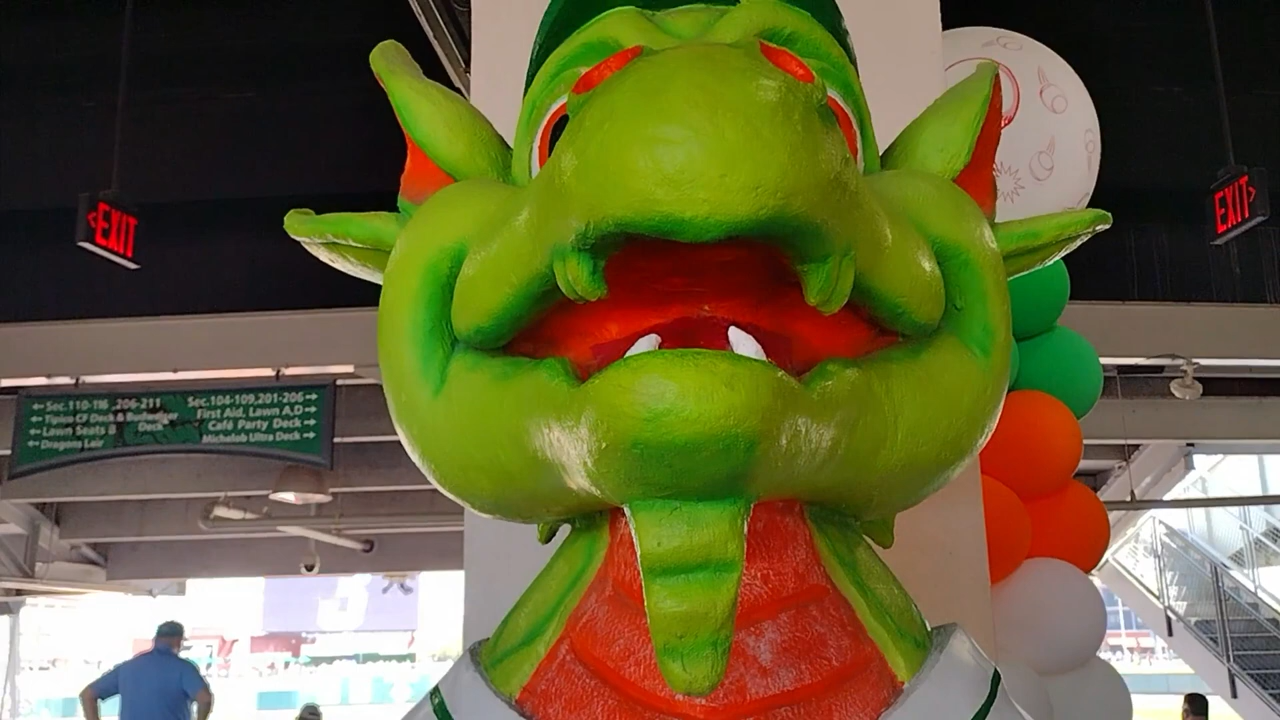 <EXIT
EXIT>
←Sec.110-116 ,206-211
←Tipico CF Deck & Budweiser Deck
←Lawn Seats B
←Dragons Lair
Sec.104-109,201-206→
First Aid, Lawn A,D→
Café Party Deck→
Michelob Ultra Deck→